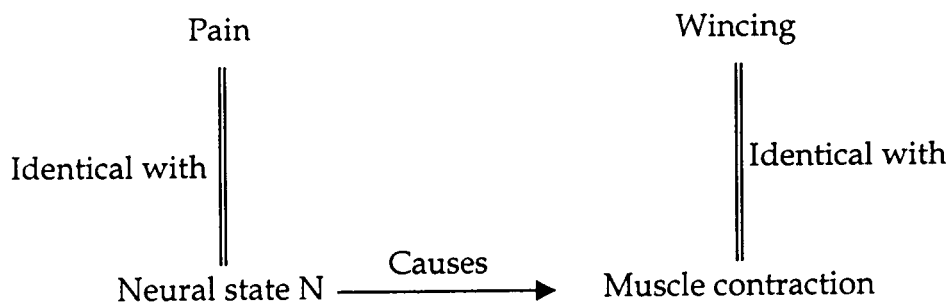 Pain
Wincing
Identical with
Identical with
Neural state N
Causes
Muscle contraction